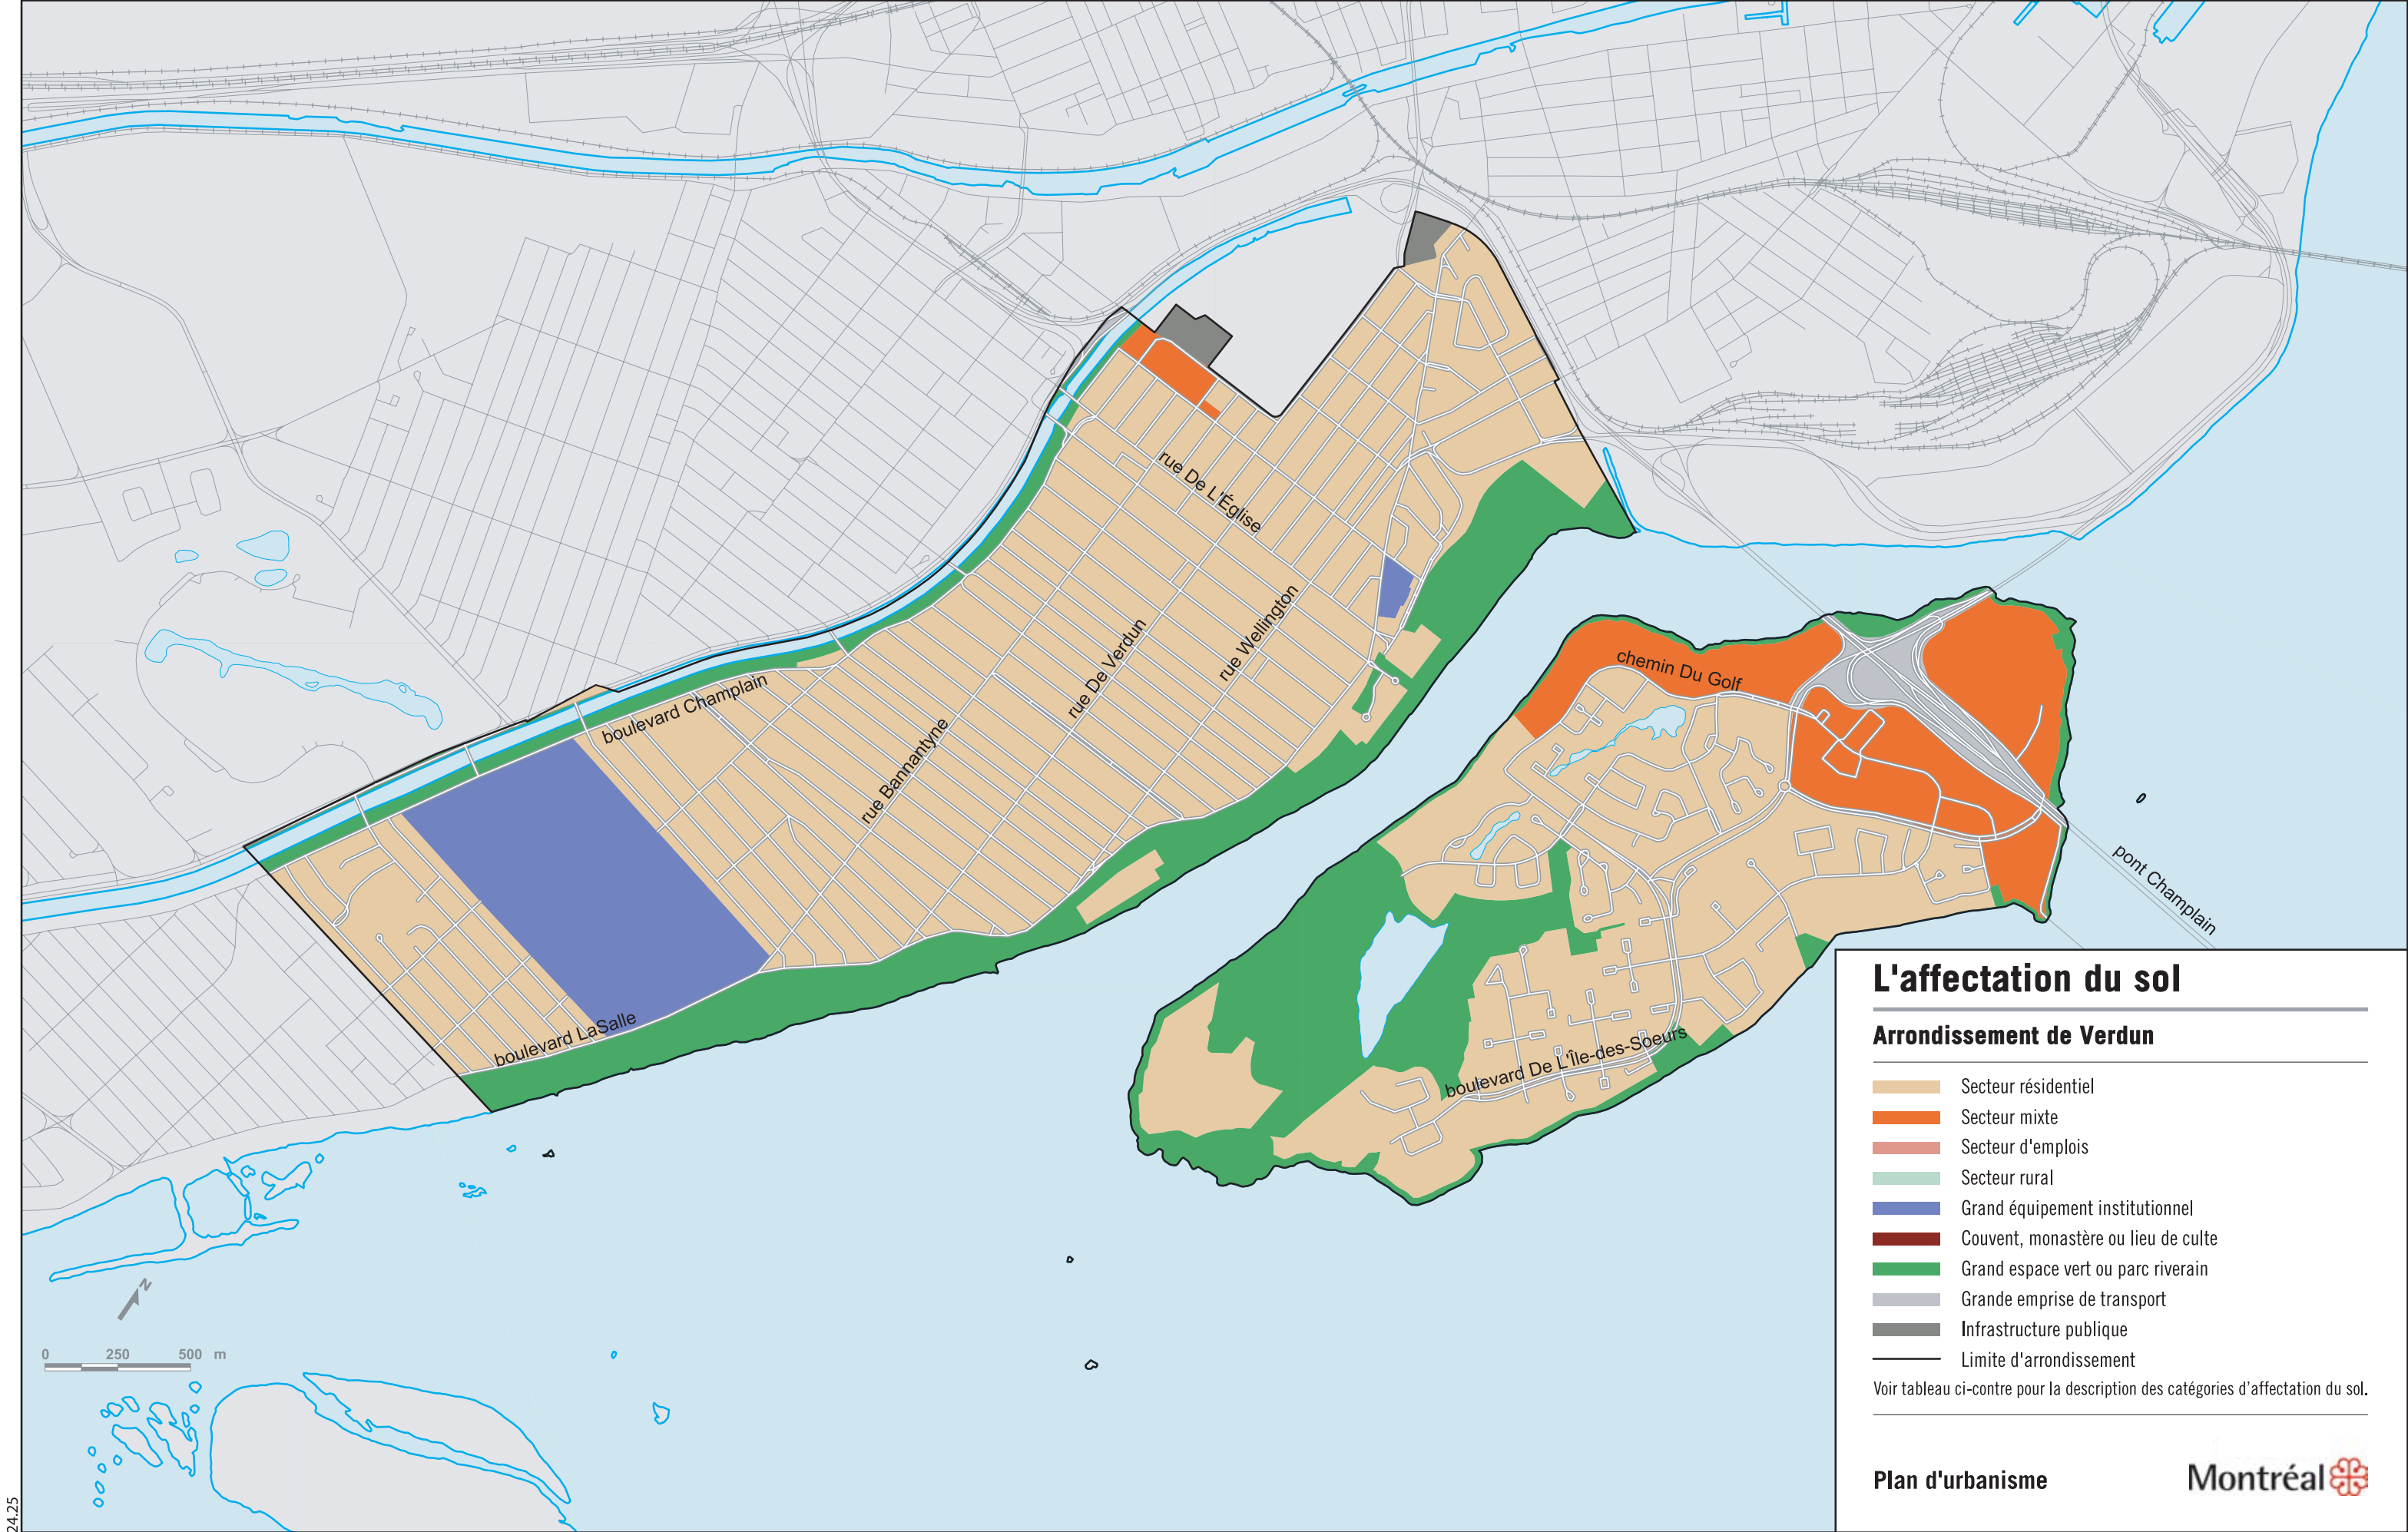 rue De L'Église
rue Wellington
rue De Verdun
boulevard Champlain
rue Bannantyne
boulevard LaSalle
chemin Du Golf
pont Champlain
boulevard De L'Île-des-Soeurs
N
0 250 500 m
24.25
L'affectation du sol
Arrondissement de Verdun
Secteur résidentiel
Secteur mixte
Secteur d'emplois
Secteur rural
Grand équipement institutionnel
Couvent, monastère ou lieu de culte
Grand espace vert ou parc riverain
Grande emprise de transport
Infrastructure publique
Limite d'arrondissement
Voir tableau ci-contre pour la description des catégories d'affectation du sol.
Plan d'urbanisme
Montréal